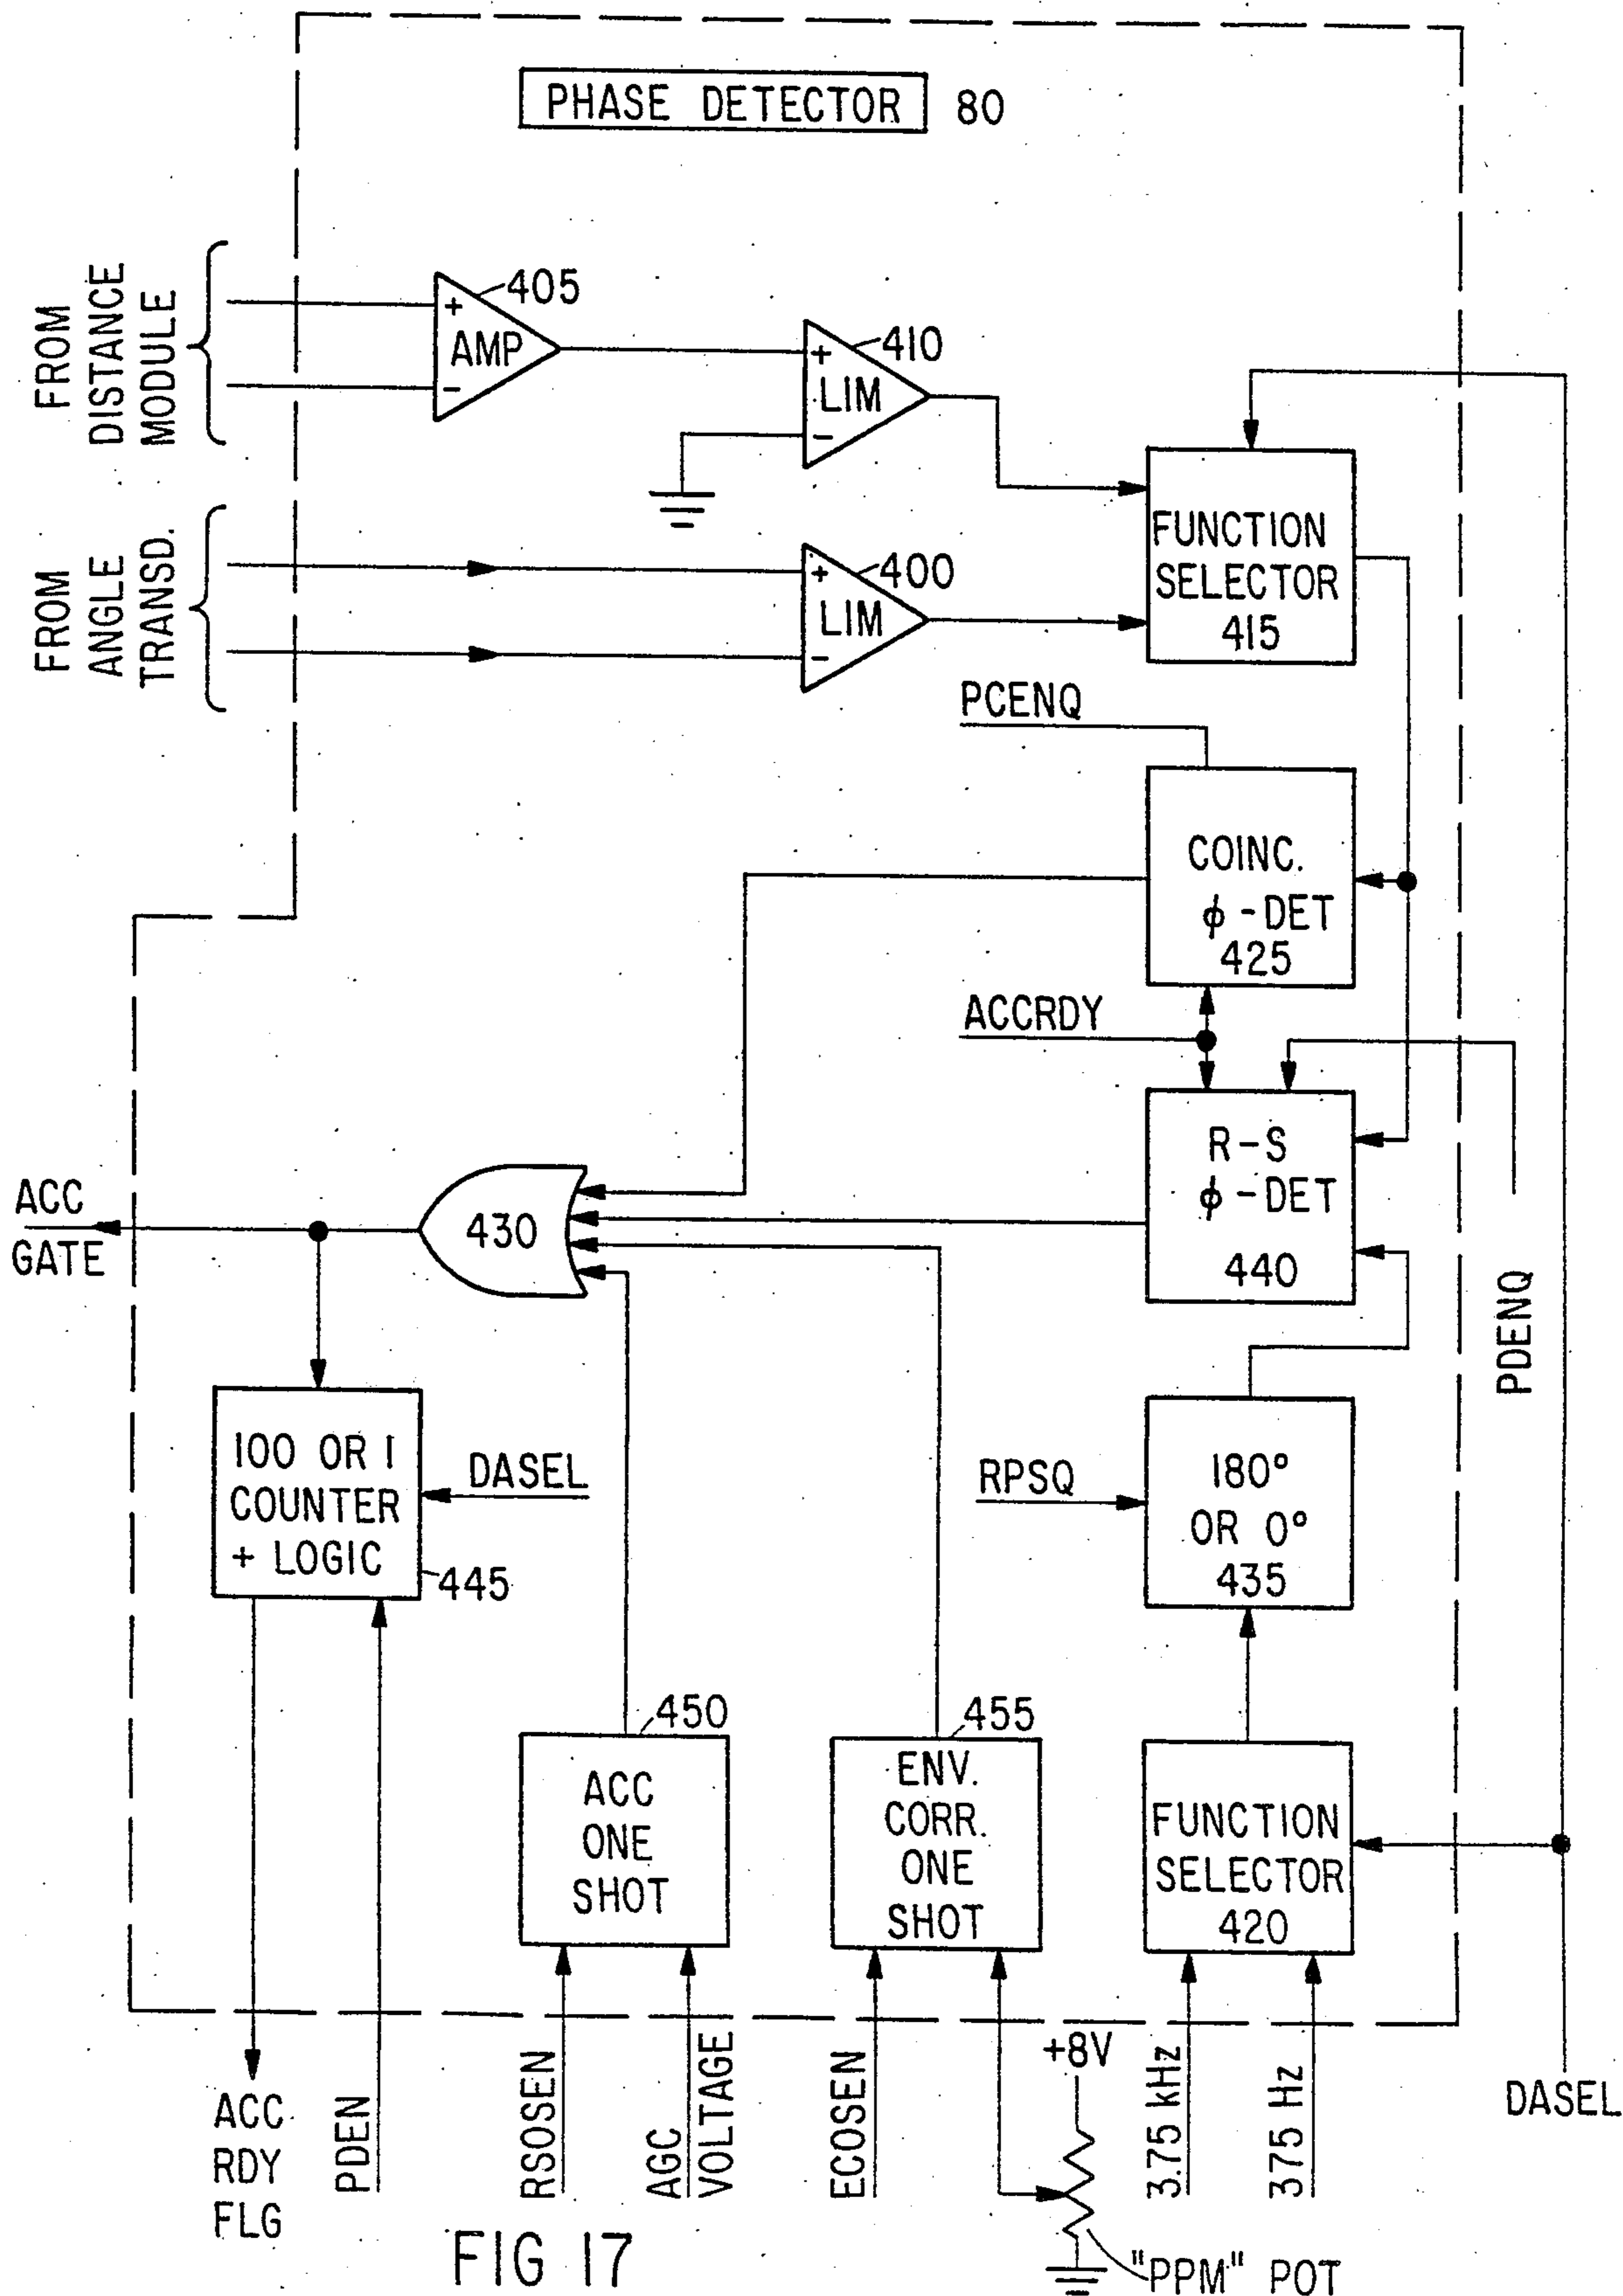 PHASE DETECTOR 80
FROM
DISTANCE
MODULE
+
AMP
-
405
+
LIM
-
410
FROM
ANGLE
TRANSD.
+
LIM
-
400
FUNCTION
SELECTOR
415
PCENQ
COINC.
ϕ-DET
425
ACCRDY
R-S
ϕ-DET
440
PDENQ
ACC
GATE
430
100 OR 1
COUNTER
+ LOGIC
445
DASEL
RPSQ
180°
OR 0°
435
450
ACC
ONE
SHOT
455
ENV.
CORR.
ONE
SHOT
FUNCTION
SELECTOR
420
ACC
RDY
FLG
PDEN
RSOSEN
AGC
VOLTAGE
ECOSEN
+8V
3.75 kHz
375 Hz
DASEL
"PPM" POT
FIG 17